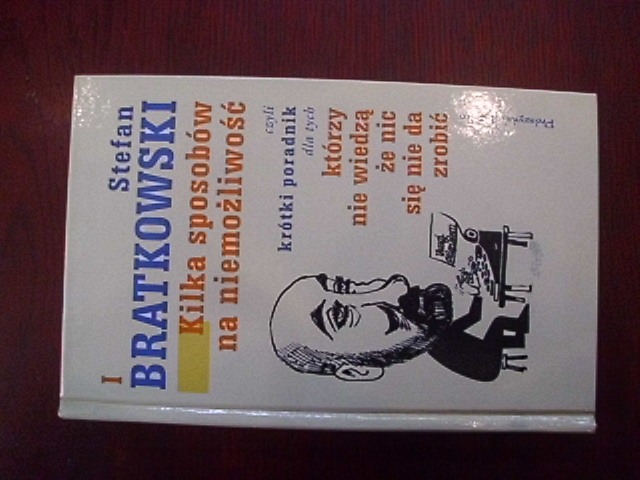 I
Stefan
BRATKOWSKI
Kilka sposobów
na niemożliwość
czyli
krótki poradnik
dla tych
którzy
nie wiedzą
że nic
się nie da
zrobić